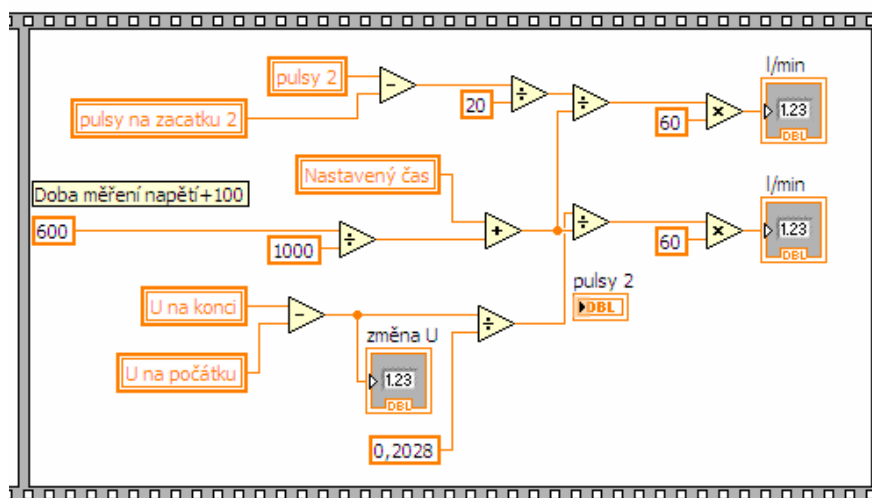 l/min
pulsy 2
−
20
÷
÷
60
×
1.23
DBL
pulsy na zacatku 2
Nastavený čas
l/min
Doba měření napětí+100
600
1000
÷
+
÷
60
×
1.23
DBL
pulsy 2
DBL
U na konci
−
÷
změna U
U na počátku
1.23
DBL
0,2028